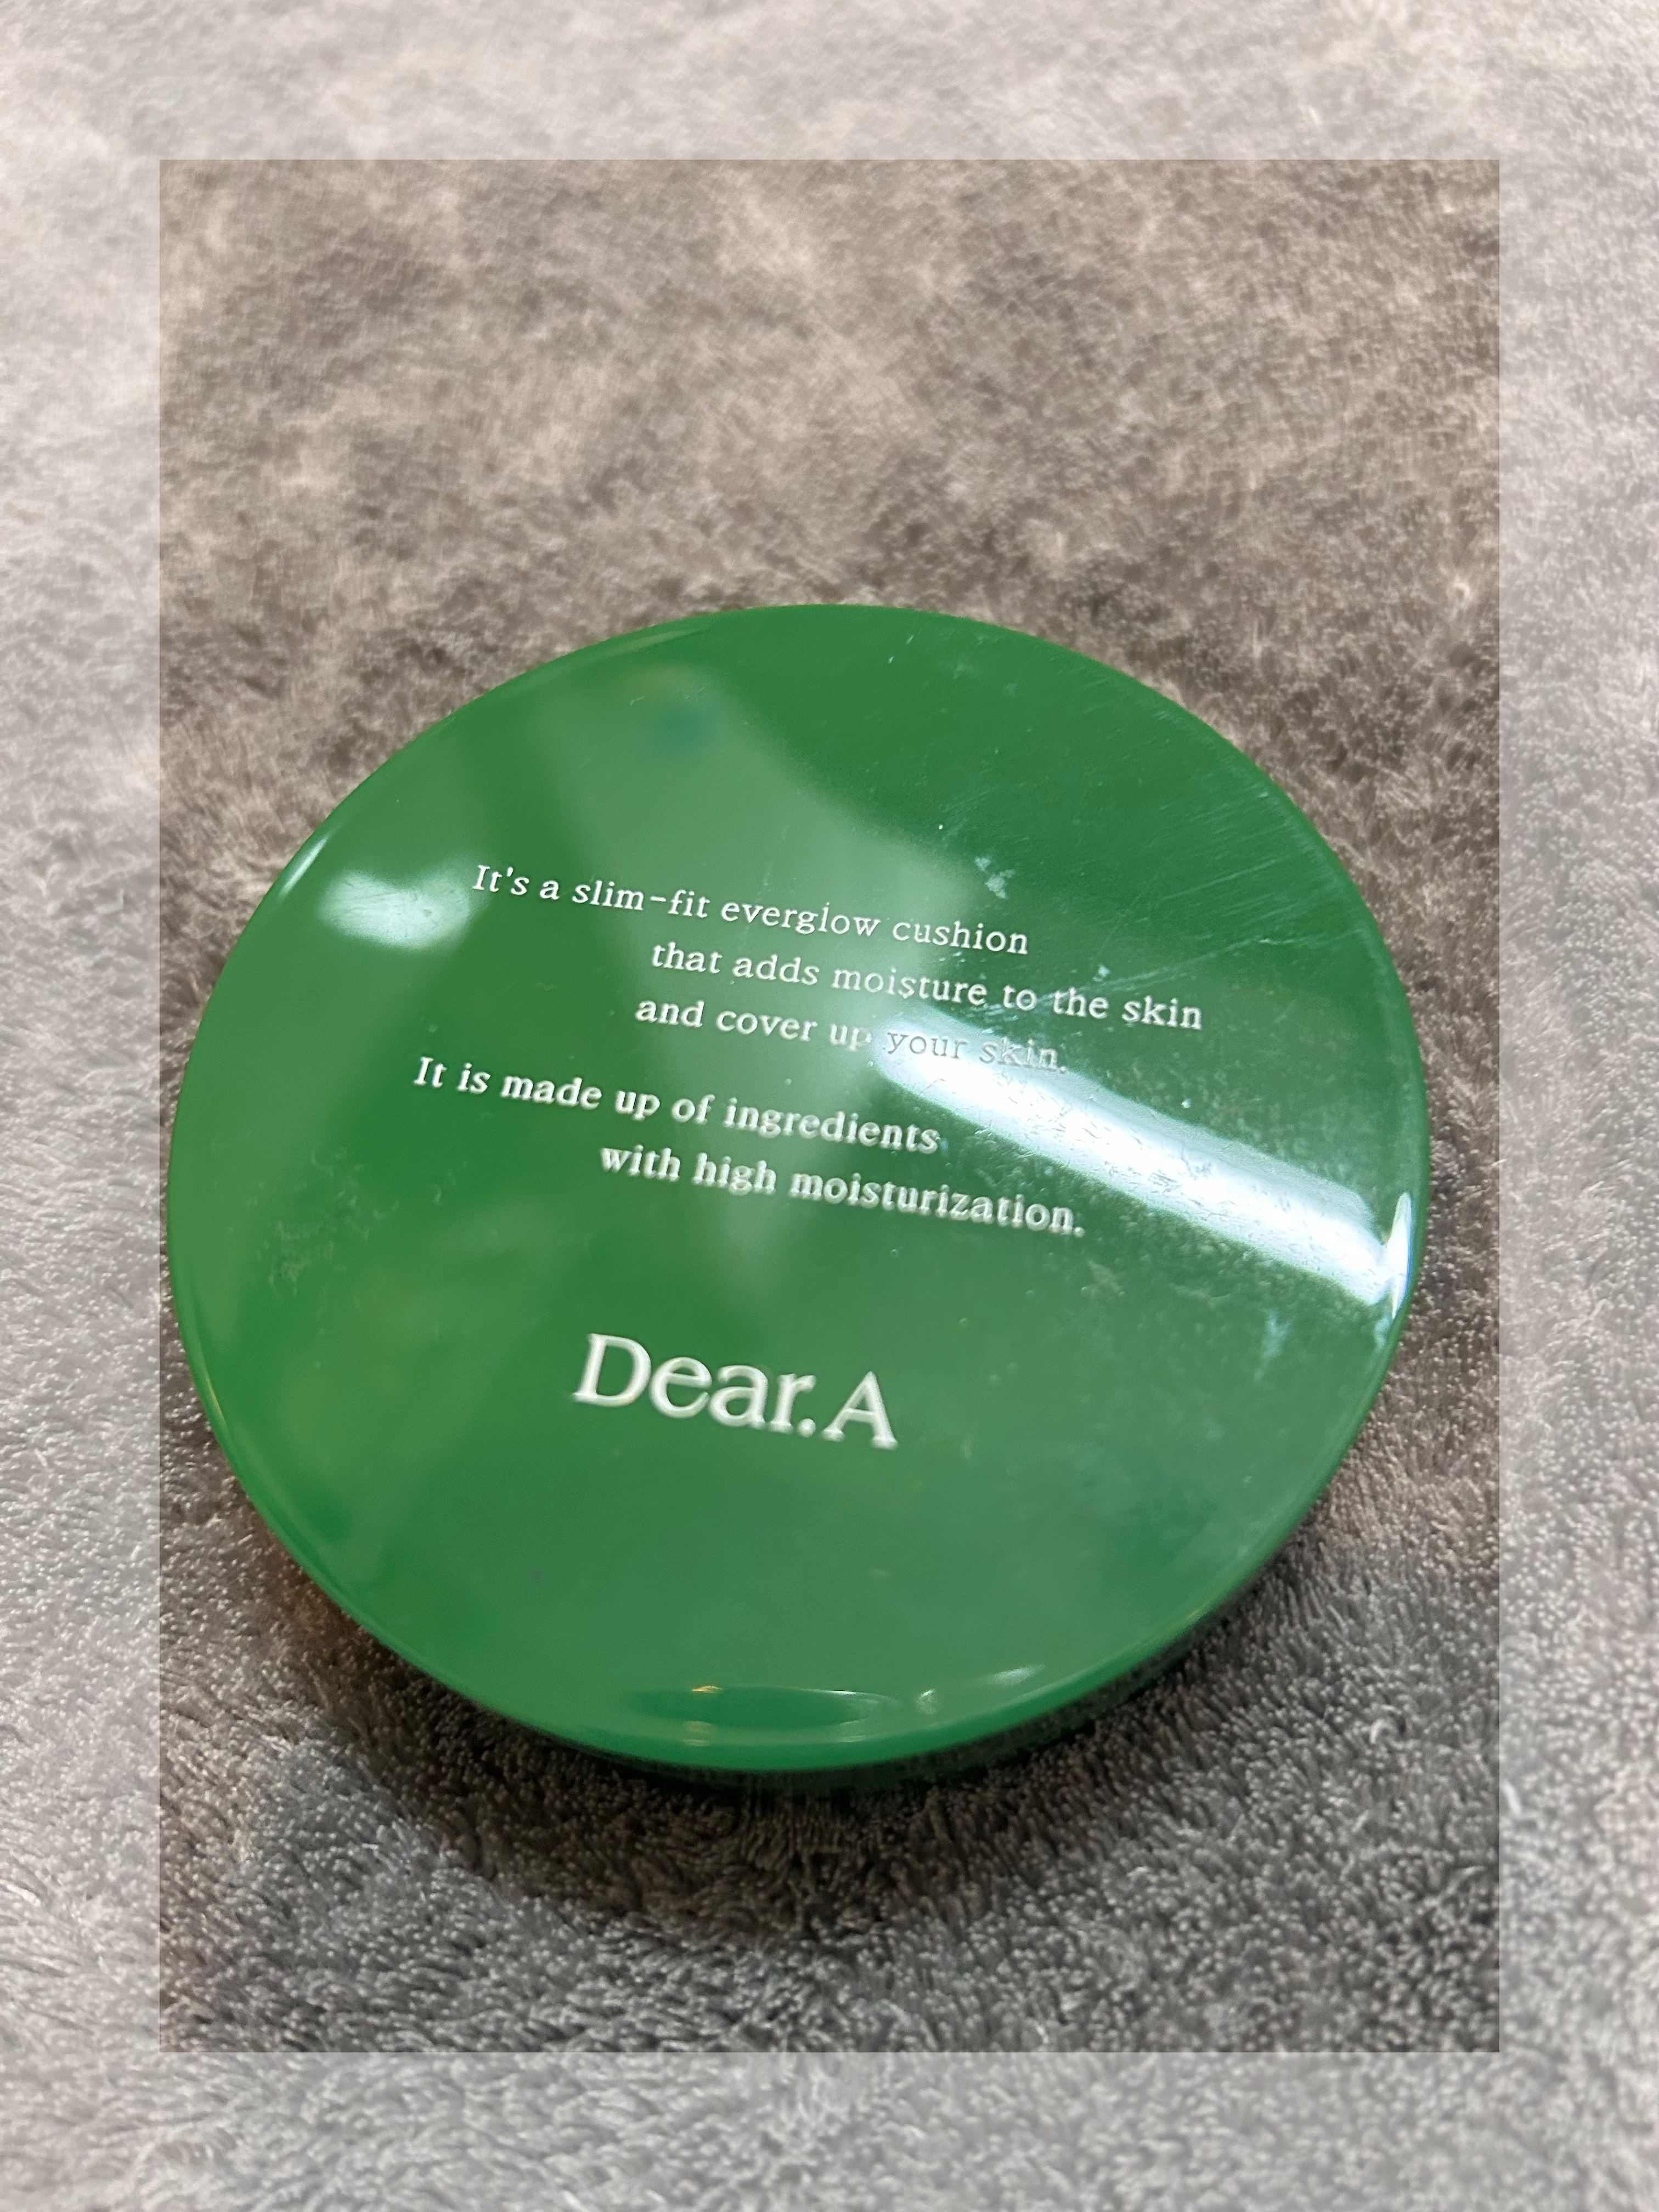 It's a slim-fit everglow cushion
that adds moisture to the skin
and cover up your skin.
It is made up of ingredients
with high moisturization.
Dear.A